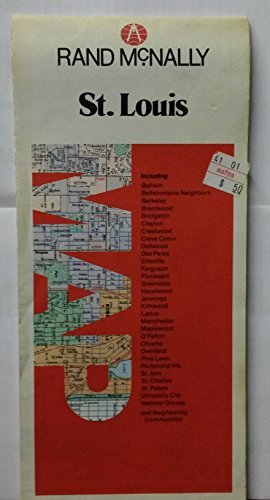 RAND McNALLY
St. Louis
MAP
41 01
aafes
$ 50
Including
Ballwin
Bellefontaine Neighbors
Berkeley
Brentwood
Bridgeton
Clayton
Crestwood
Creve Coeur
Dellwood
Des Peres
Ellisville
Ferguson
Florissant
Greendale
Hazelwood
Jennings
Kirkwood
Ladue
Manchester
Maplewood
O'Fallon
Olivette
Overland
Pine Lawn
Richmond Hts.
St. Ann
St. Charles
St. Peters
University City
Webster Groves
and Neighboring
Communities